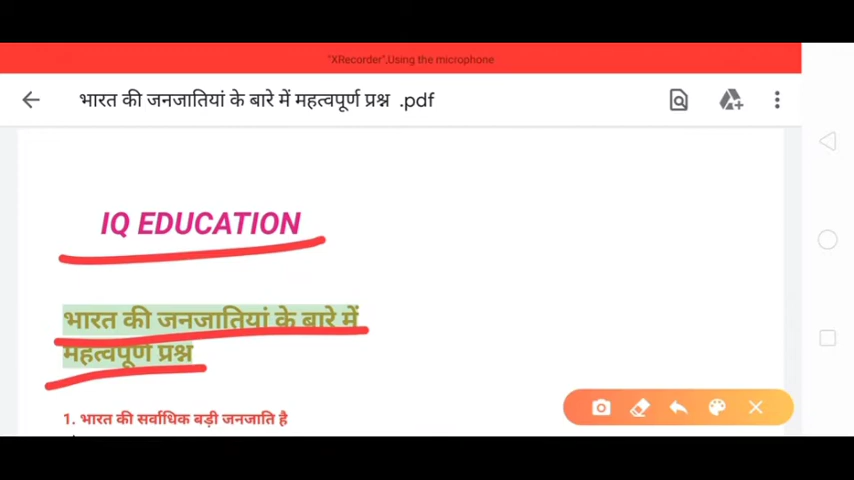 "XRecorder",Using the microphone
भारत की जनजातियां के बारे में महत्वपूर्ण प्रश्न .pdf
IQ EDUCATION
भारत की जनजातियां के बारे में
महत्वपूर्ण प्रश्न
1. भारत की सर्वाधिक बड़ी जनजाति है